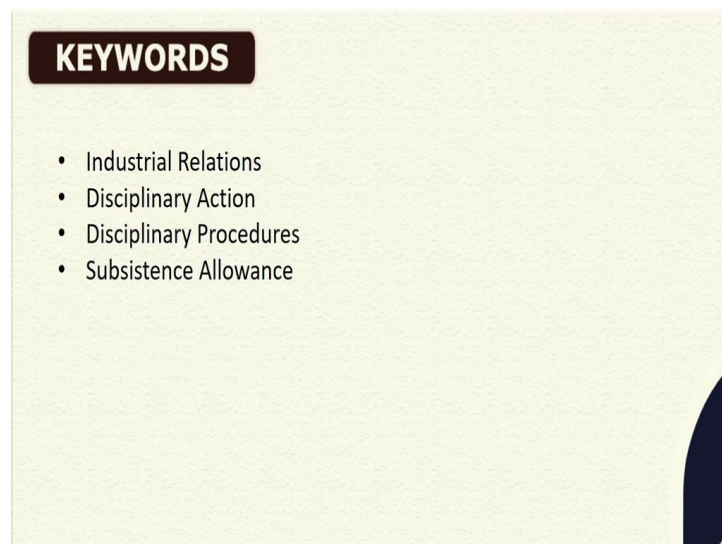 KEYWORDS
• Industrial Relations
• Disciplinary Action
• Disciplinary Procedures
• Subsistence Allowance